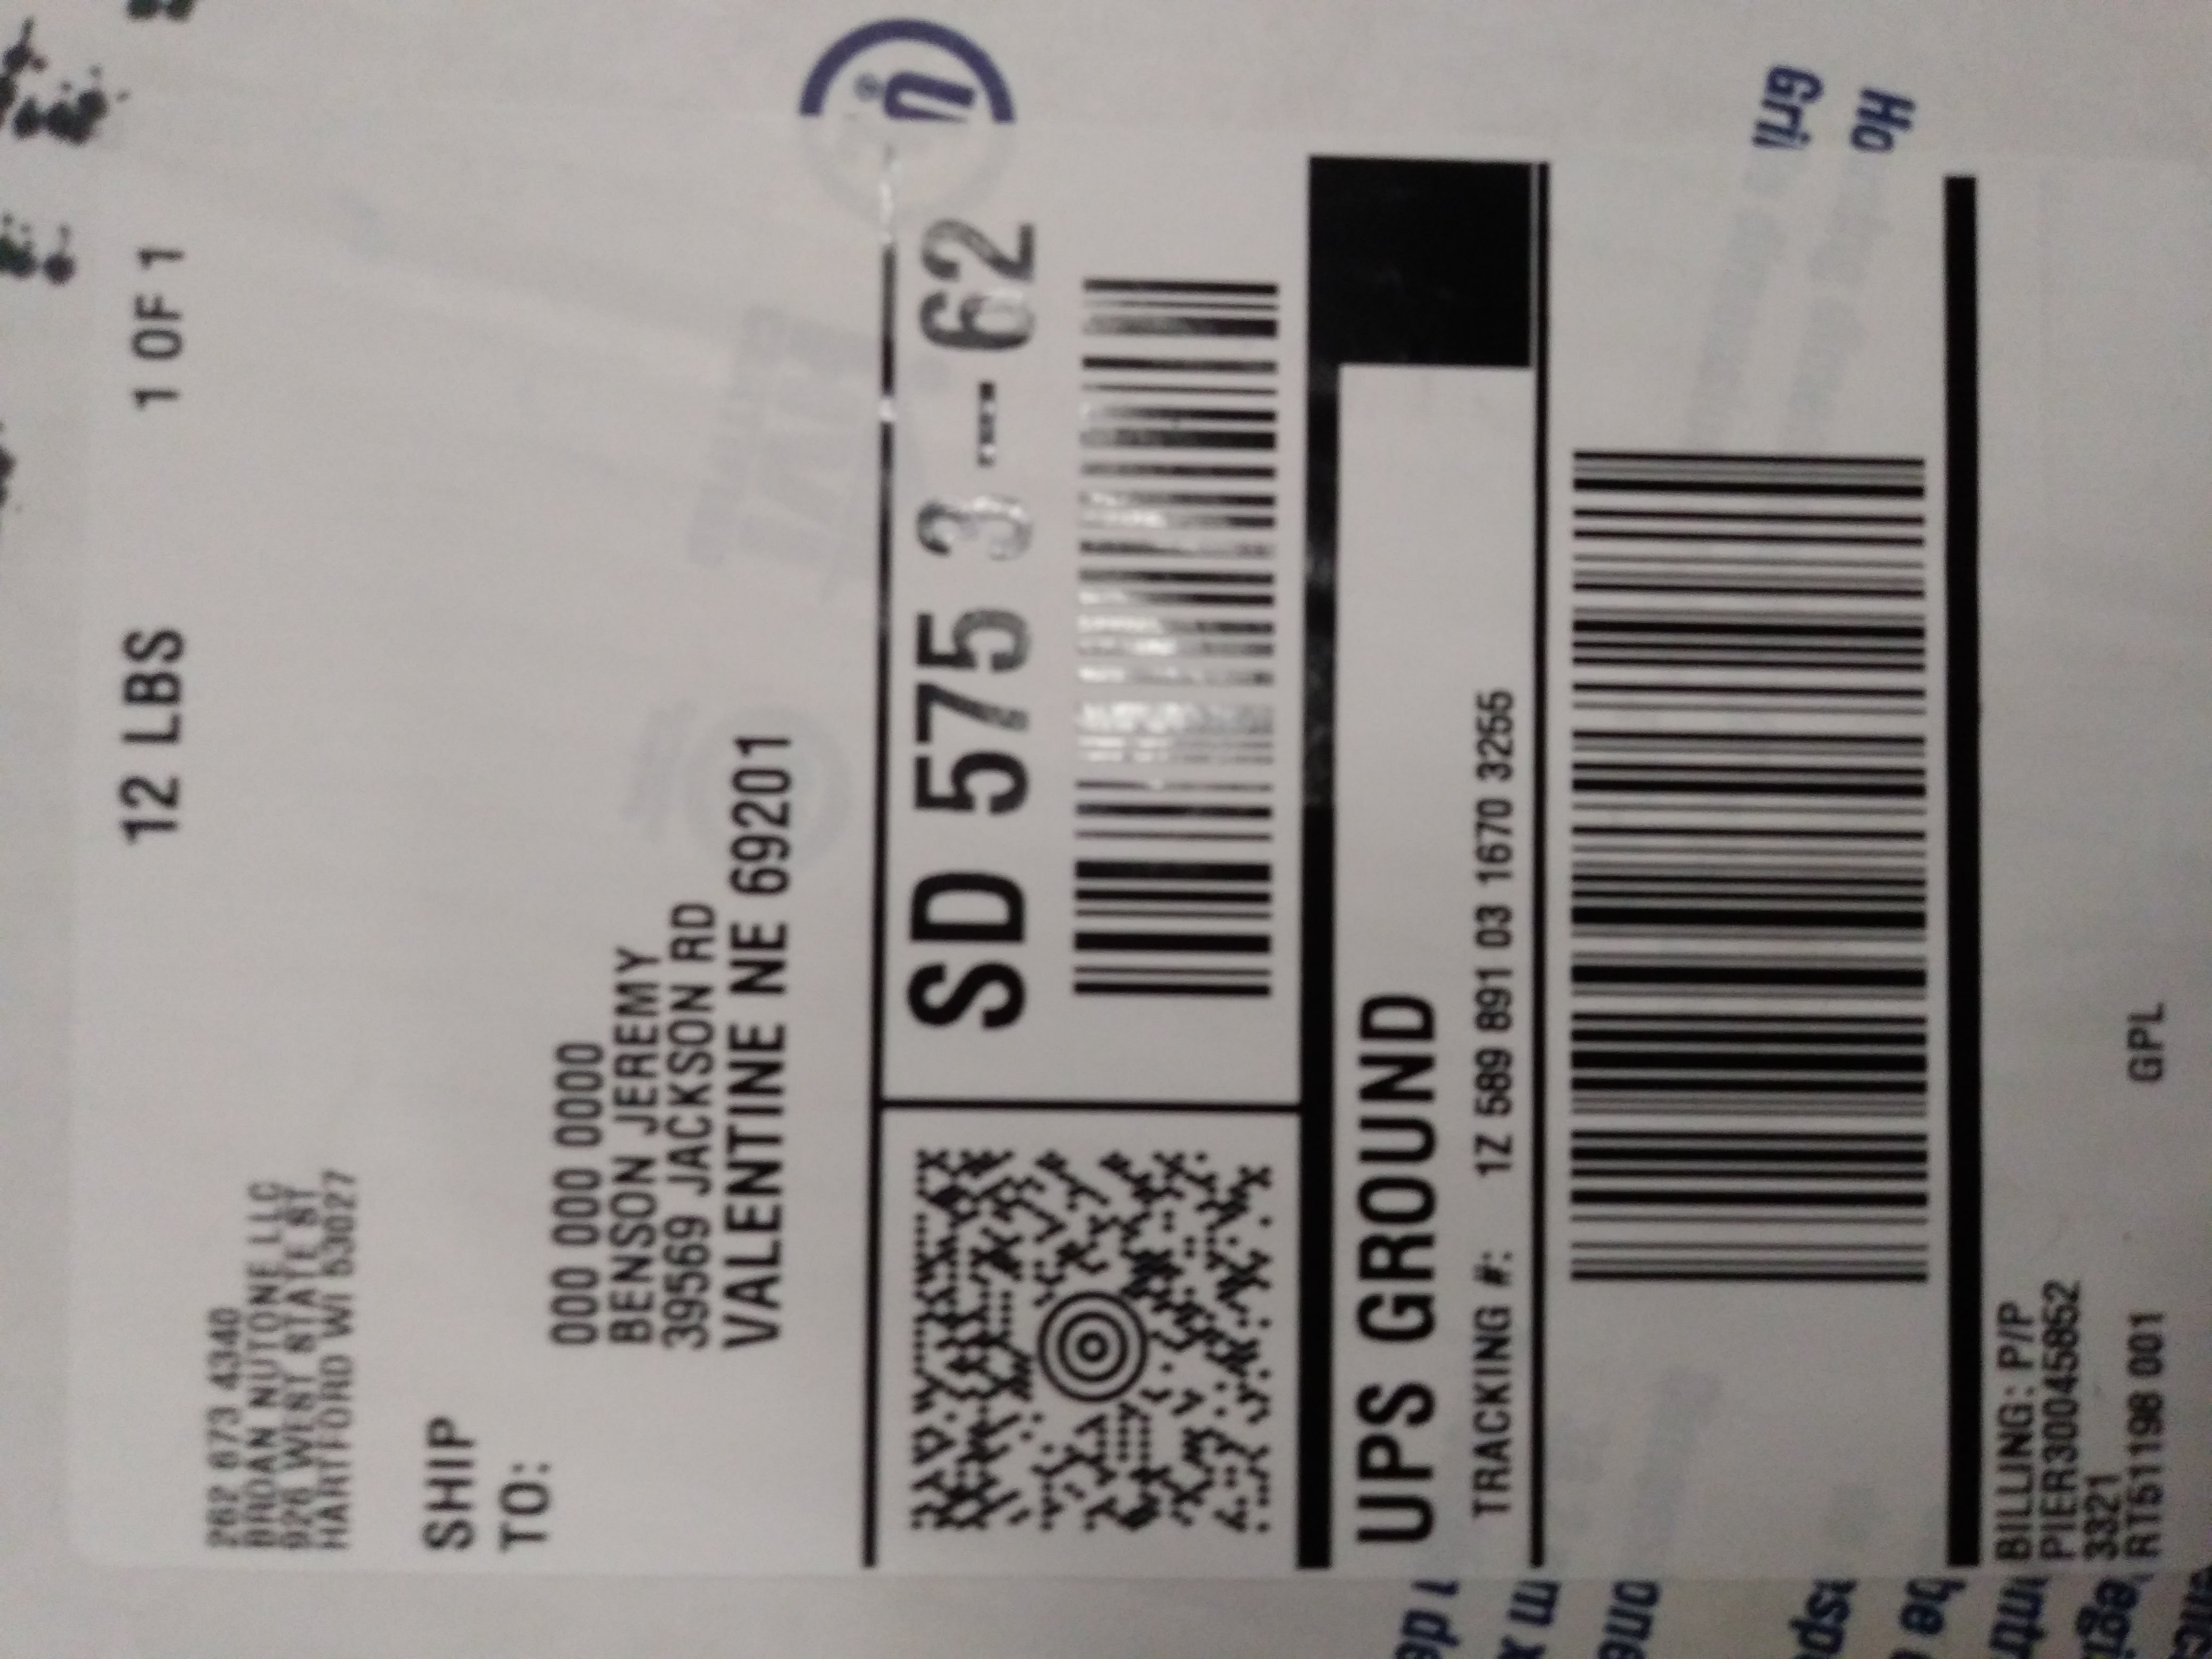 12 LBS 1 OF 1
262 673 4340
BROAN NUTONE LLC
926 WEST STATE ST
HARTFORD WI 53027
SHIP
TO:
000 000 0000
BENSON JEREMY
39569 JACKSON RD
VALENTINE NE 69201
SD 575 3-62
UPS GROUND
TRACKING #: 1Z 589 891 03 1670 3255
BILLING: P/P
PIER30045852
3321
RT51198 001 GPL